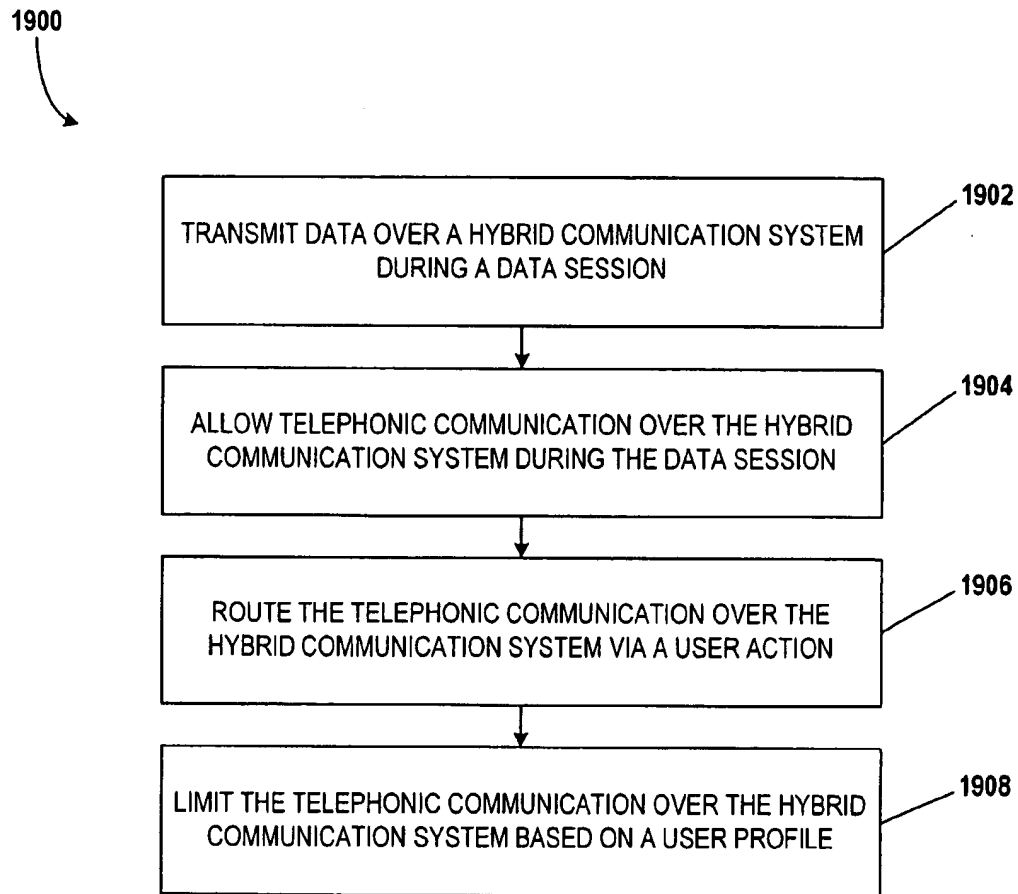 1900
TRANSMIT DATA OVER A HYBRID COMMUNICATION SYSTEM
DURING A DATA SESSION
1902
ALLOW TELEPHONIC COMMUNICATION OVER THE HYBRID
COMMUNICATION SYSTEM DURING THE DATA SESSION
1904
ROUTE THE TELEPHONIC COMMUNICATION OVER THE
HYBRID COMMUNICATION SYSTEM VIA A USER ACTION
1906
LIMIT THE TELEPHONIC COMMUNICATION OVER THE HYBRID
COMMUNICATION SYSTEM BASED ON A USER PROFILE
1908